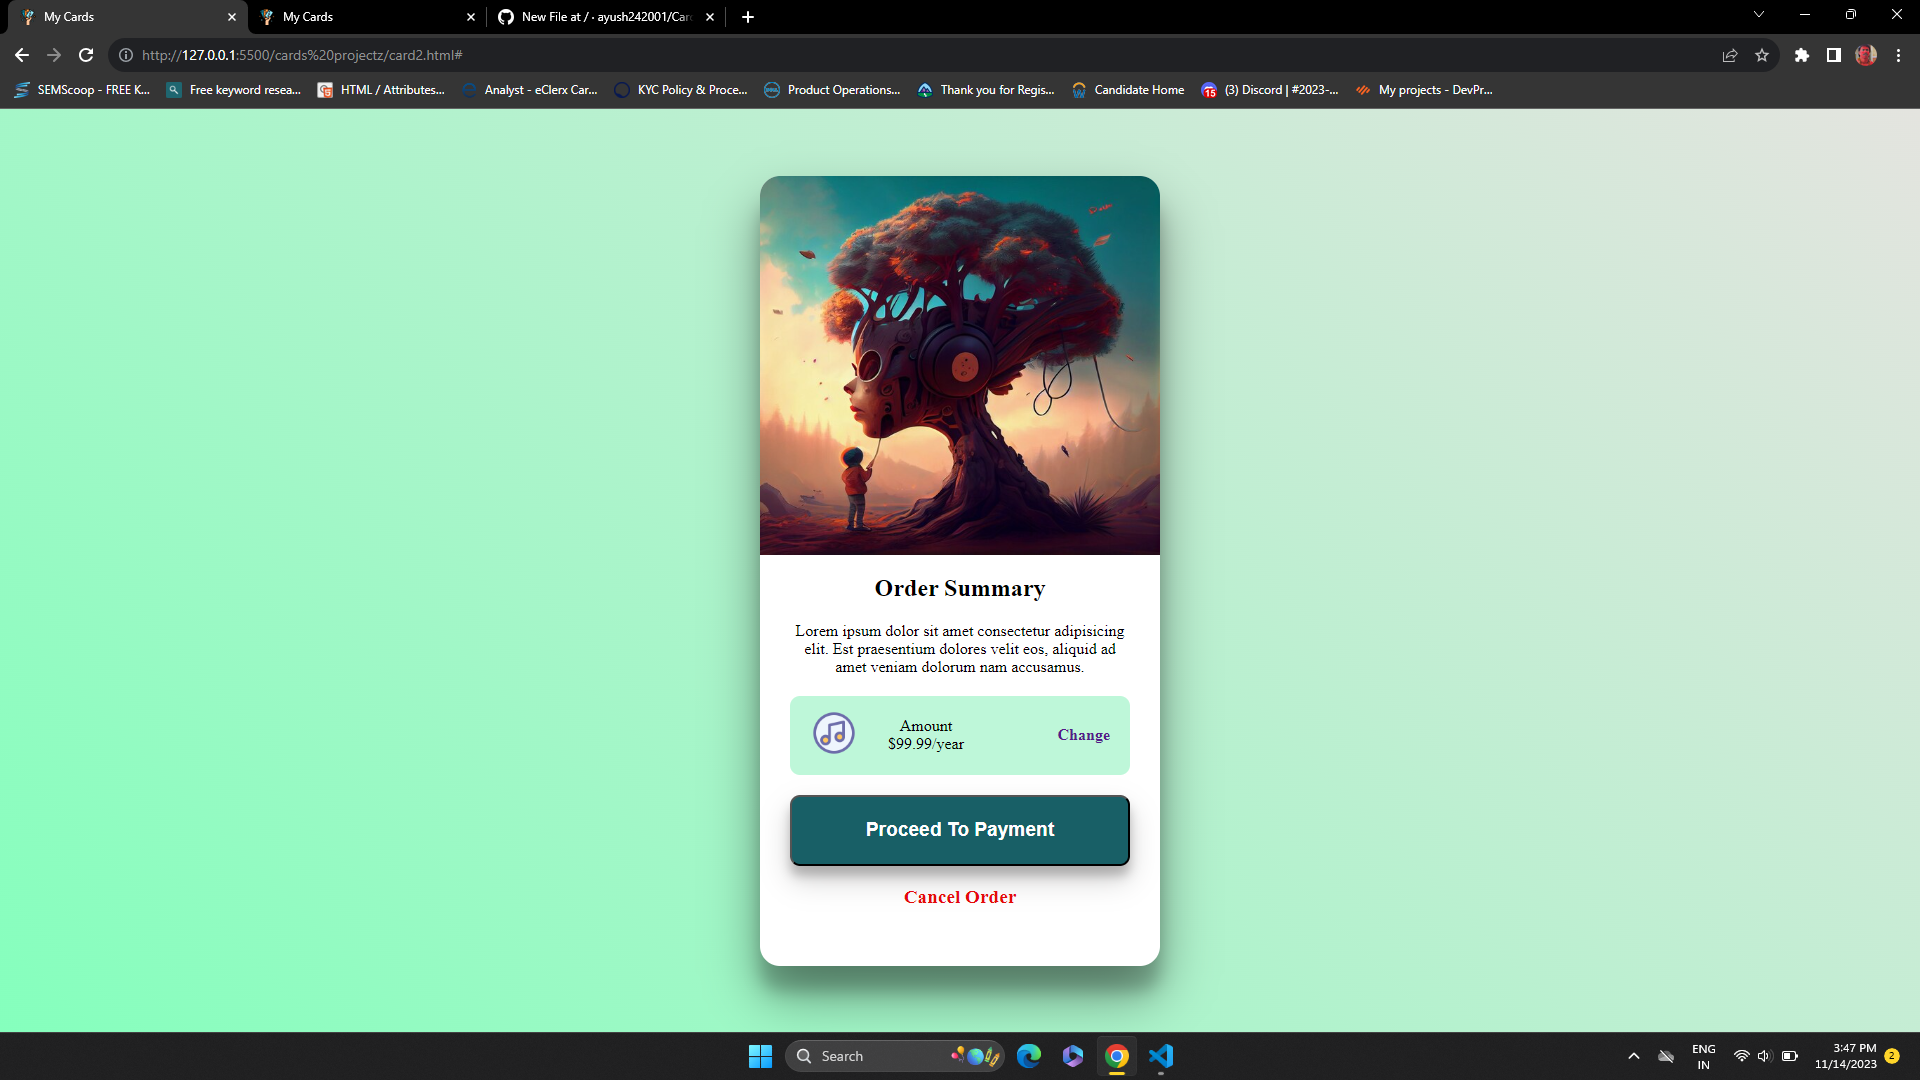 My Cards
My Cards
New File at / · ayush242001/Car
http://127.0.0.1:5500/cards%20projectz/card2.html#
SEMScoop - FREE K...
Free keyword resea...
HTML / Attributes...
Analyst - eClerx Car...
KYC Policy & Proce...
Product Operations...
Thank you for Regis...
Candidate Home
15
(3) Discord | #2023-...
My projects - DevPr...
Order Summary
Lorem ipsum dolor sit amet consectetur adipisicing
elit. Est praesentium dolores velit eos, aliquid ad
amet veniam dolorum nam accusamus.
Amount
$99.99/year
Change
Proceed To Payment
Cancel Order
Search
ENG
IN
3:47 PM
11/14/2023
2